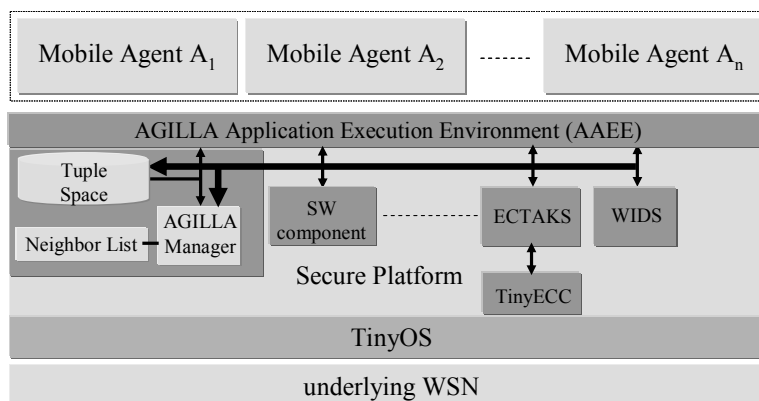 Mobile Agent A1
Mobile Agent A2
Mobile Agent An
AGILLA Application Execution Environment (AAEE)
Tuple
Space
AGILLA
Manager
Neighbor List
SW
component
ECTAKS
WIDS
Secure Platform
TinyECC
TinyOS
underlying WSN